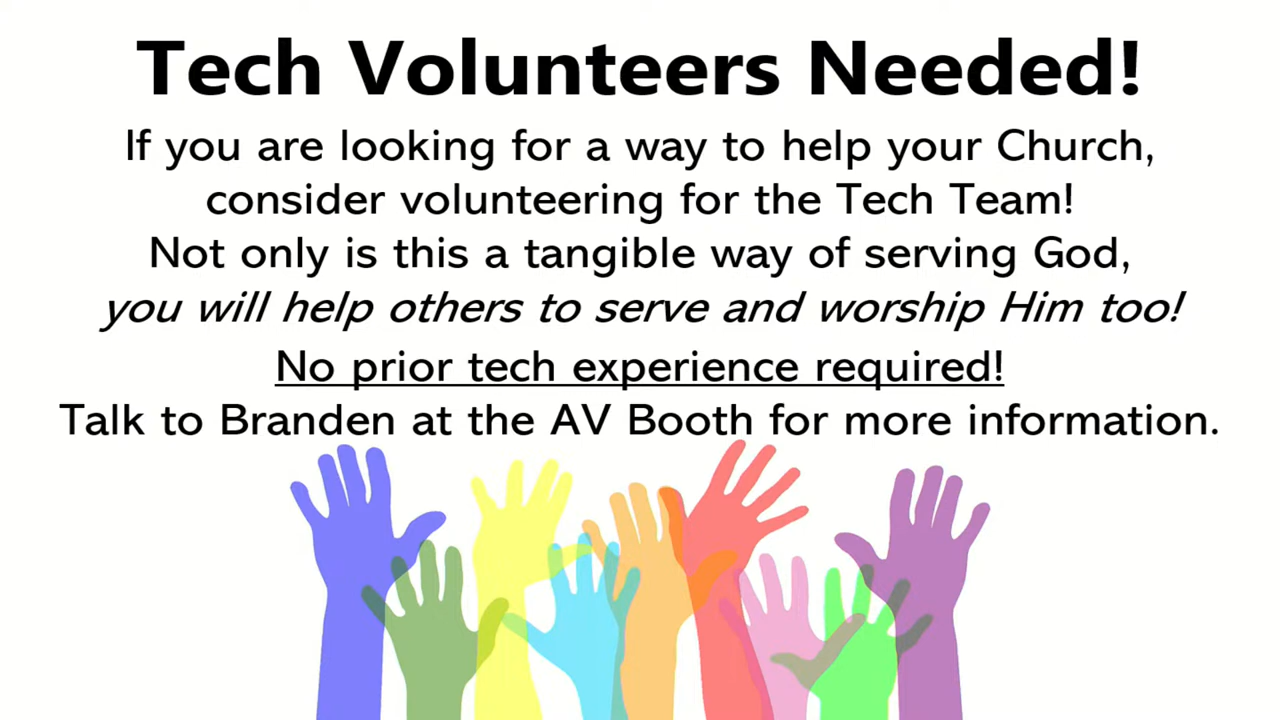 Tech Volunteers Needed!
If you are looking for a way to help your Church,
consider volunteering for the Tech Team!
Not only is this a tangible way of serving God,
you will help others to serve and worship Him too!
No prior tech experience required!
Talk to Branden at the AV Booth for more information.